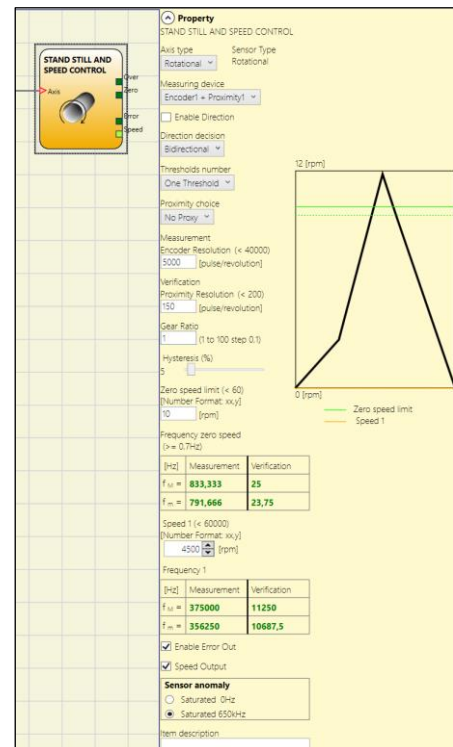 Property
STAND STILL AND SPEED CONTROL
STAND STILL AND
SPEED CONTROL
Axis
Over
Zero
Error
Speed
Axis type
Sensor Type
Rotational
Rotational
Measuring device
Encoder1 + Proximity1
Enable Direction
Direction decision
Bidirectional
Thresholds number
One Threshold
Proximity choice
No Proxy
Measurement
Encoder Resolution (< 40000)
5000 [pulse/revolution]
Verification
Proximity Resolution (< 200)
150 [pulse/revolution]
Gear Ratio
1 (1 to 100 step 0.1)
Hysteresis (%)
5
Zero speed limit (< 60)
[Number Format: xx,y]
10 [rpm]
12 [rpm]
0 [rpm]
Zero speed limit
Speed 1
Frequency zero speed
(>= 0.7Hz)
[Hz] Measurement Verification
f M = 833,333 25
f m = 791,666 23,75
Speed 1 (< 60000)
[Number Format: xx,y]
4500 [rpm]
Frequency 1
[Hz] Measurement Verification
f M = 375000 11250
f m = 356250 10687,5
Enable Error Out
Speed Output
Sensor anomaly
Saturated 0Hz
Saturated 650kHz
Item description